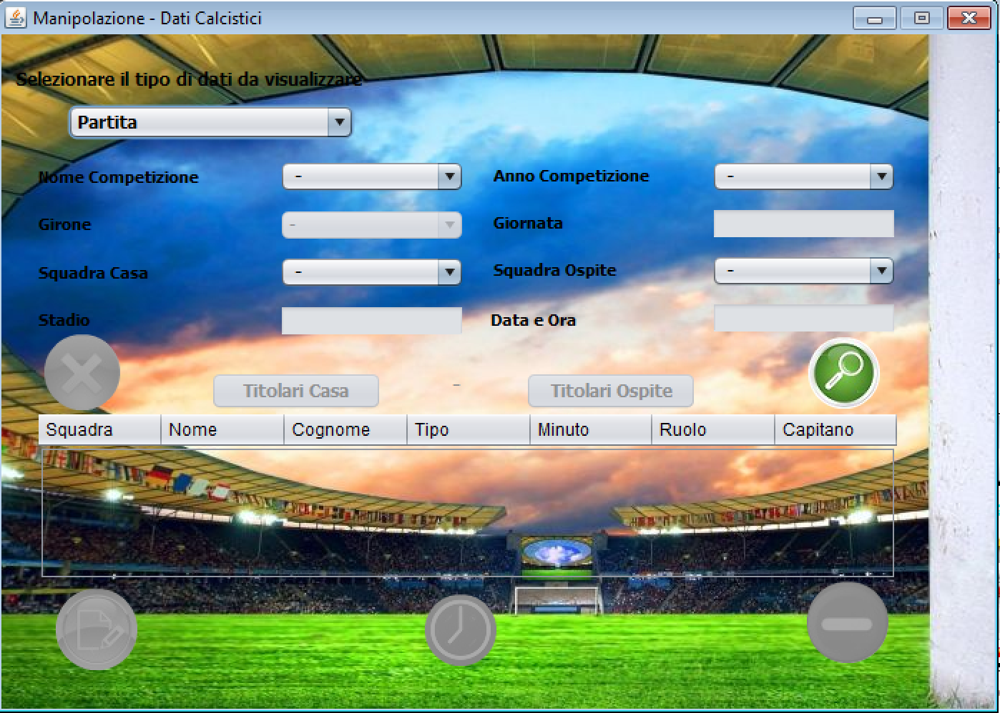 Manipolazione - Dati Calcistici
Selezionare il tipo di dati da visualizzare
Partita
Nome Competizione - Anno Competizione -
Girone - Giornata
Squadra Casa - Squadra Ospite -
Stadio Data e Ora
Titolari Casa - Titolari Ospite
Squadra Nome Cognome Tipo Minuto Ruolo Capitano